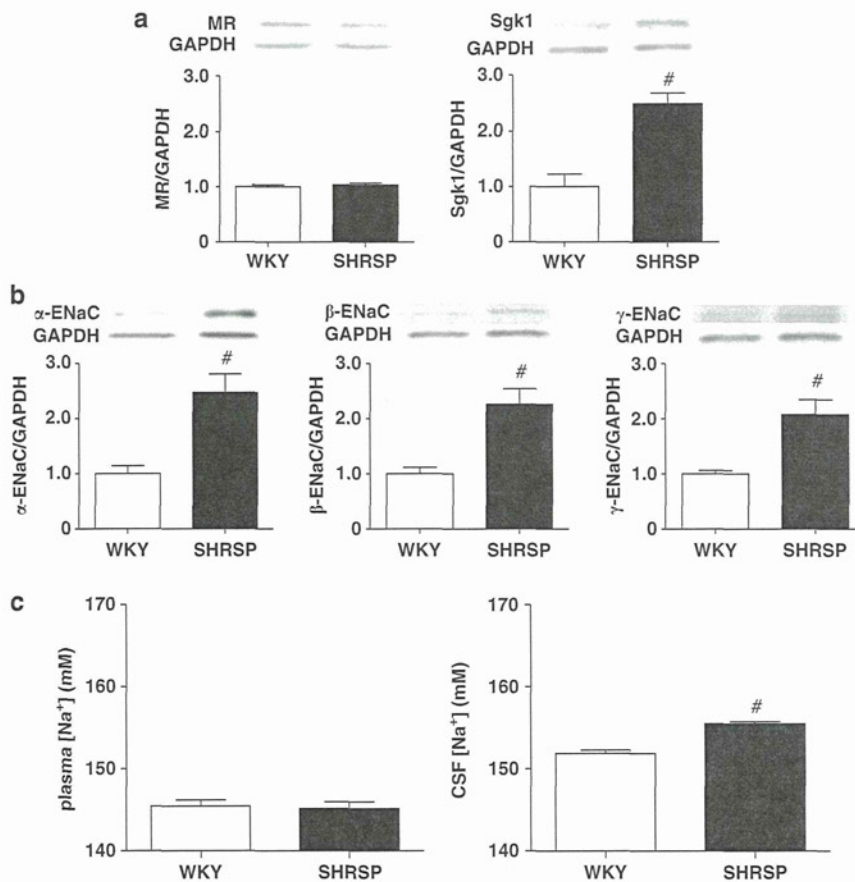 a
MR
GAPDH
3.0
2.0
1.0
0
MR/GAPDH
WKY SHRSP
Sgk1
GAPDH
#
3.0
2.0
1.0
0
Sgk1/GAPDH
WKY SHRSP
b
α-ENaC
GAPDH
#
3.0
2.0
1.0
0
α-ENaC/GAPDH
WKY SHRSP
β-ENaC
GAPDH
#
3.0
2.0
1.0
0
β-ENaC/GAPDH
WKY SHRSP
γ-ENaC
GAPDH
#
3.0
2.0
1.0
0
γ-ENaC/GAPDH
WKY SHRSP
c
170
160
150
140
plasma [Na⁺] (mM)
WKY SHRSP
#
170
160
150
140
CSF [Na⁺] (mM)
WKY SHRSP